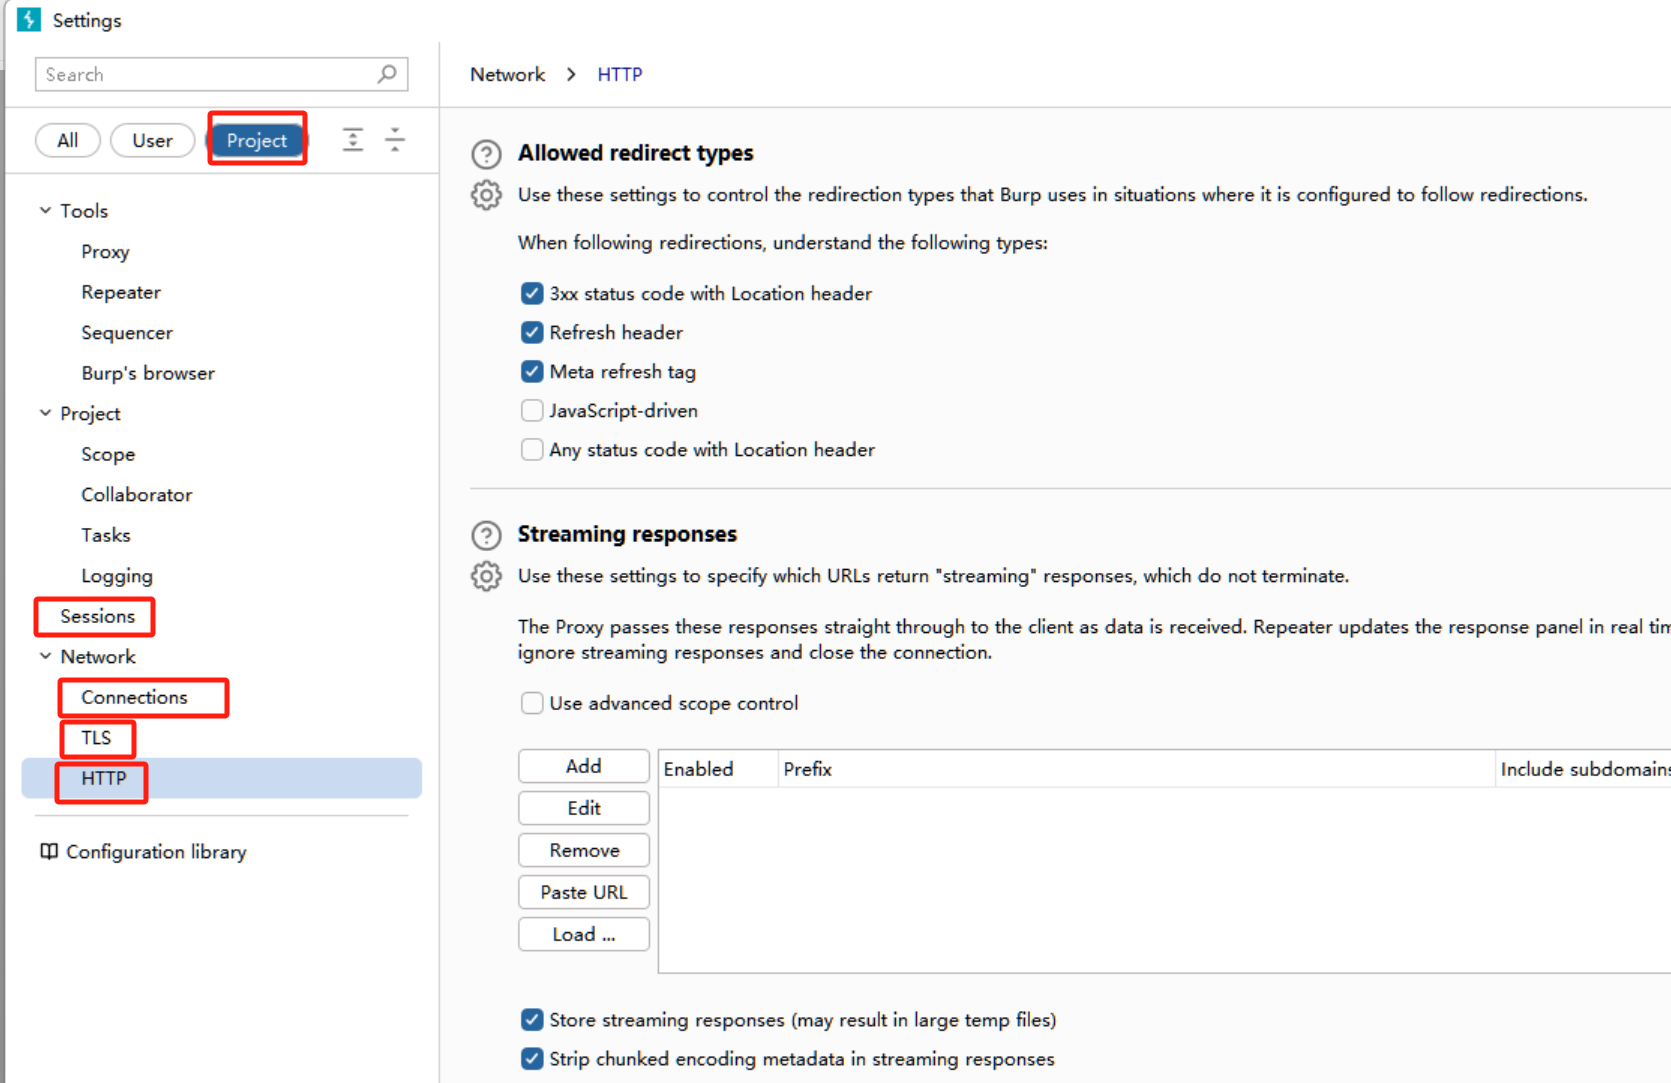 Settings
Search
All
User
Project
Tools
Proxy
Repeater
Sequencer
Burp's browser
Project
Scope
Collaborator
Tasks
Logging
Sessions
Network
Connections
TLS
HTTP
Configuration library
Network > HTTP
Allowed redirect types
Use these settings to control the redirection types that Burp uses in situations where it is configured to follow redirections.
When following redirections, understand the following types:
3xx status code with Location header
Refresh header
Meta refresh tag
JavaScript-driven
Any status code with Location header
Streaming responses
Use these settings to specify which URLs return "streaming" responses, which do not terminate.
The Proxy passes these responses straight through to the client as data is received. Repeater updates the response panel in real
ignore streaming responses and close the connection.
Use advanced scope control
Add
Edit
Remove
Paste URL
Load ...
Enabled
Prefix
Include subdomains
Store streaming responses (may result in large temp files)
Strip chunked encoding metadata in streaming responses